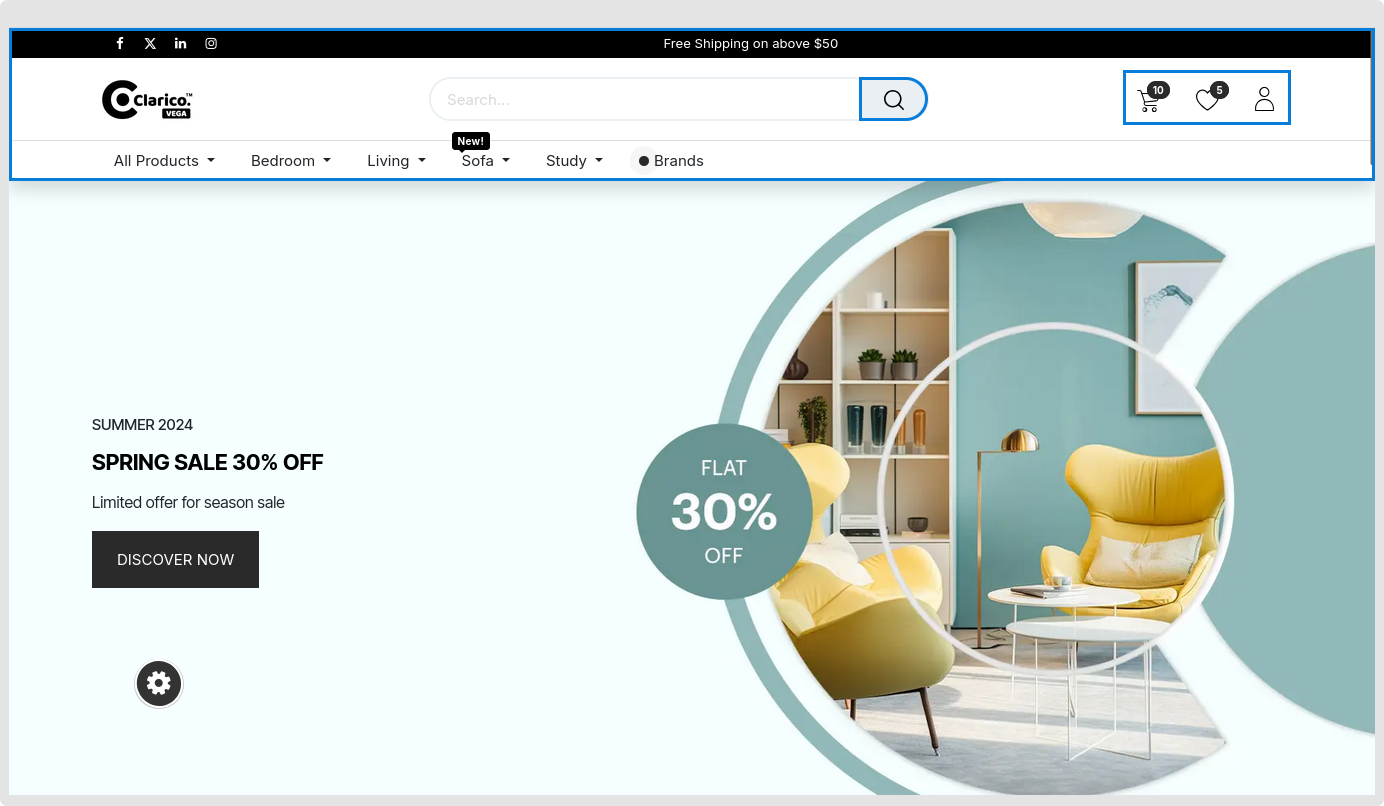 Free Shipping on above $50
Clarico.™
VEGA
Search...
10
5
New!
All Products
Bedroom
Living
Sofa
Study
Brands
SUMMER 2024
SPRING SALE 30% OFF
Limited offer for season sale
DISCOVER NOW
FLAT
30%
OFF